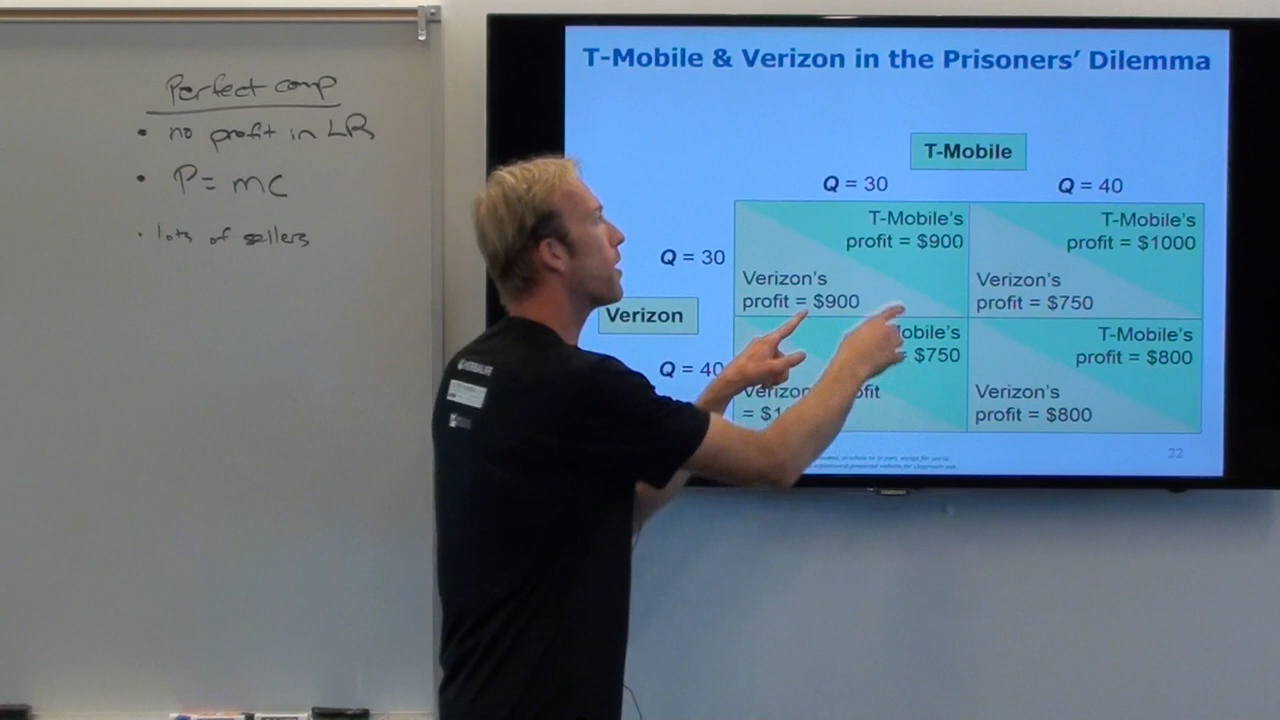 Perfect comp
• no profit in LR
• P = mc
• lots of sellers
T-Mobile & Verizon in the Prisoners’ Dilemma
T-Mobile
Q = 30
Q = 40
T-Mobile’s
profit = $900
T-Mobile’s
profit = $1000
Q = 30
Verizon’s
profit = $900
Verizon’s
profit = $750
Verizon
Q = 40
$750
T-Mobile’s
profit = $800
= $1
Verizon’s
profit = $800
22